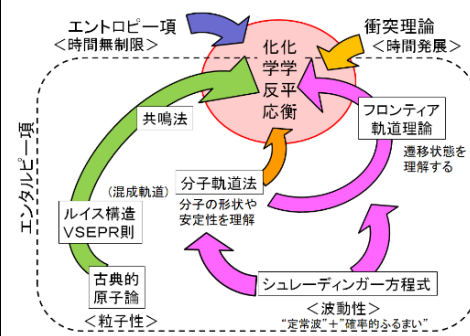 エントロピー項
＜時間無制限＞
衝突理論
＜時間発展＞
化学反応
化学平衡
エンタルピー項
共鳴法
フロンティア
軌道理論
遷移状態を
理解する
（混成軌道）
分子軌道法
分子の形状や
安定性を理解
ルイス構造
VSEPR則
古典的
原子論
＜粒子性＞
シュレーディンガー方程式
＜波動性＞
"定常波"＋"確率的ふるまい"